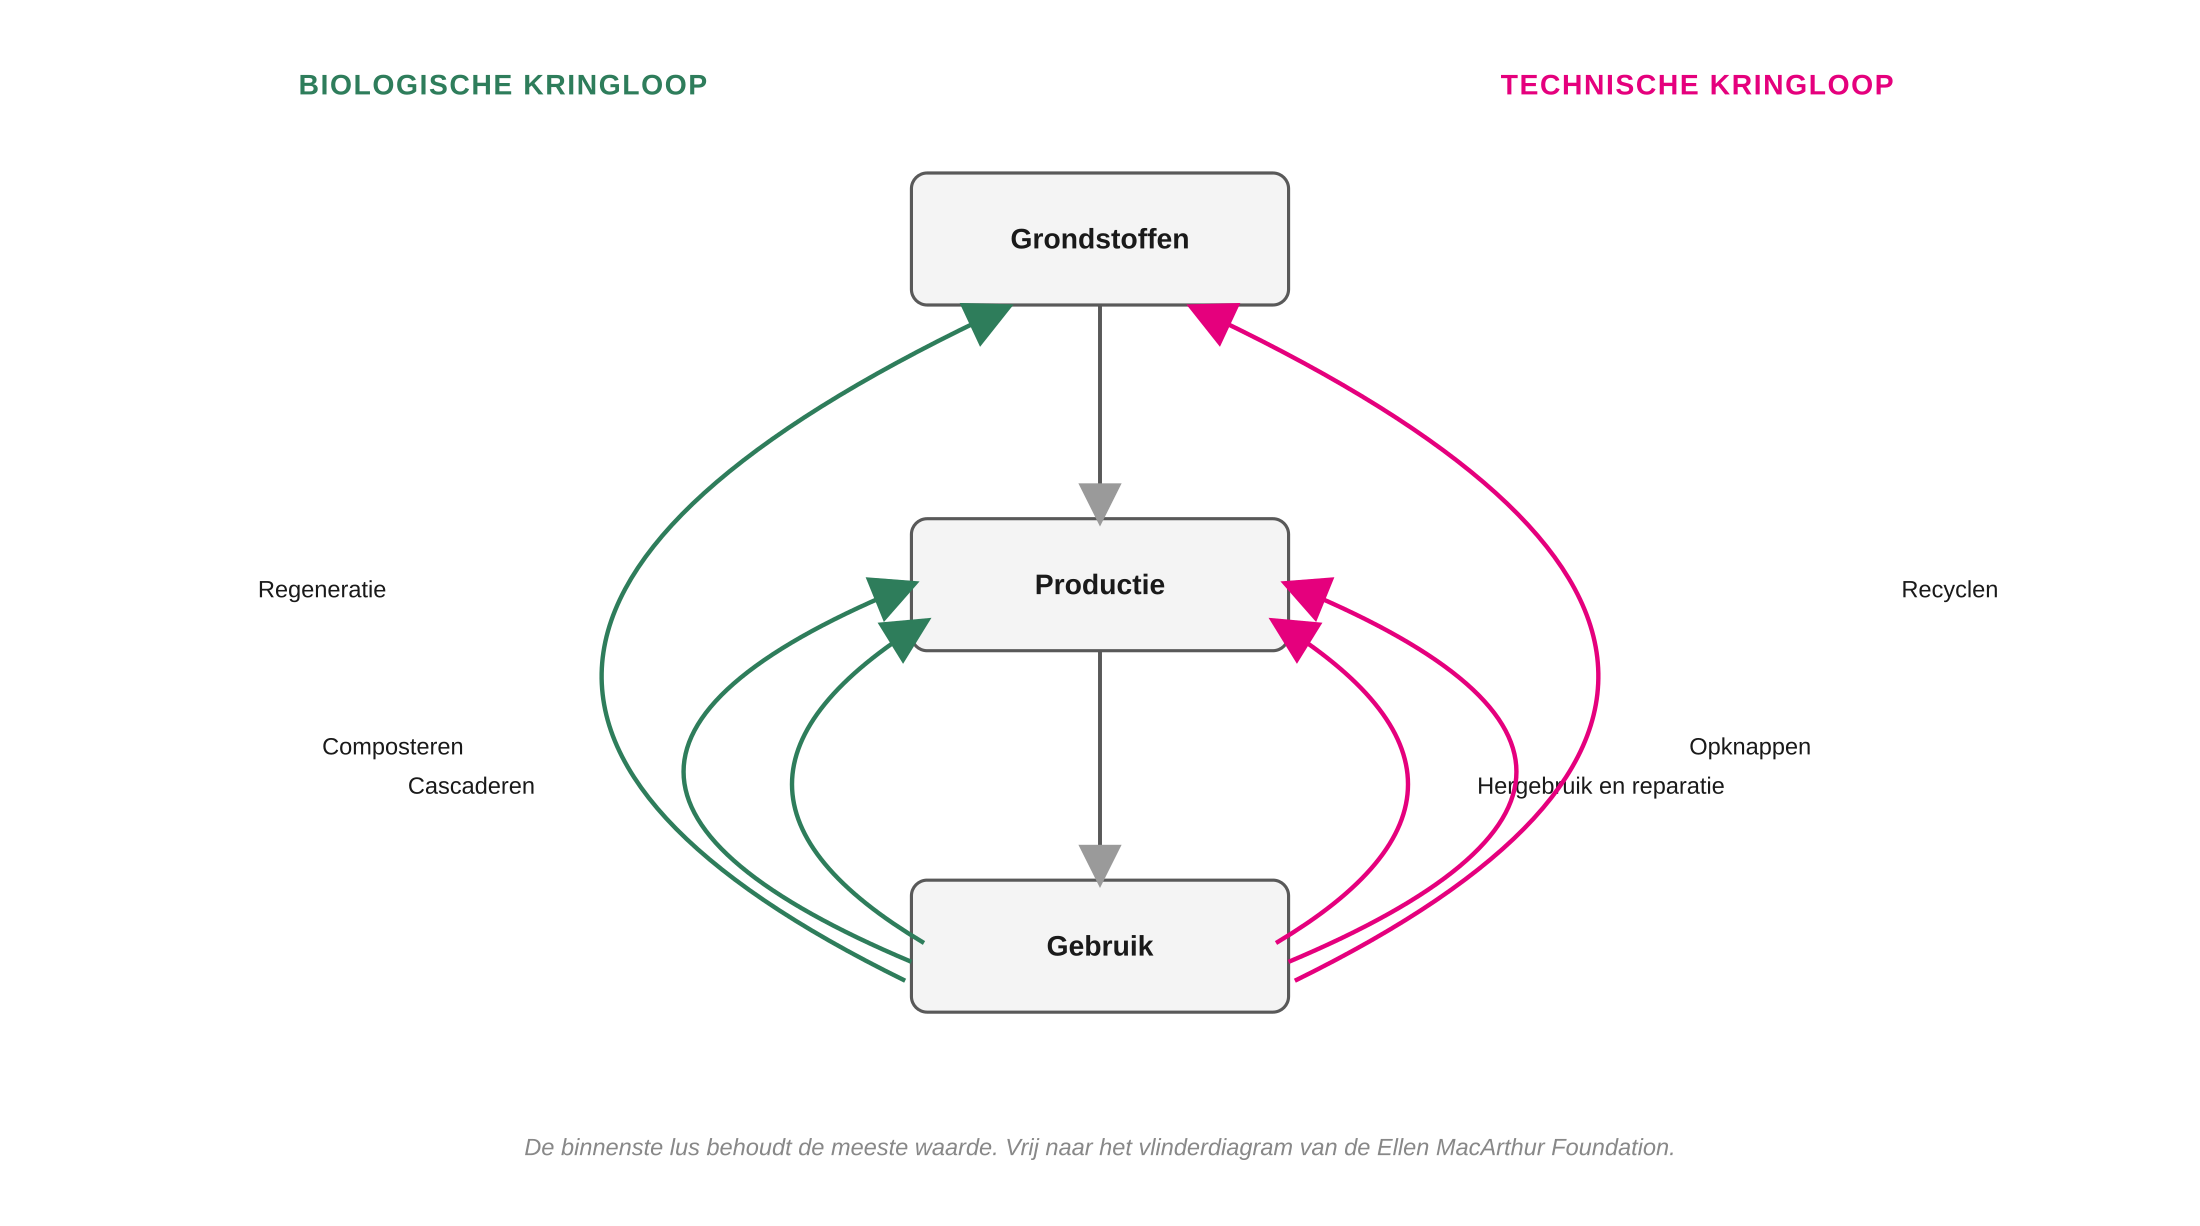 BIOLOGISCHE KRINGLOOP
TECHNISCHE KRINGLOOP
Grondstoffen
Productie
Regeneratie
Recyclen
Composteren
Opknappen
Cascaderen
Hergebruik en reparatie
Gebruik
De binnenste lus behoudt de meeste waarde. Vrij naar het vlinderdiagram van de Ellen MacArthur Foundation.